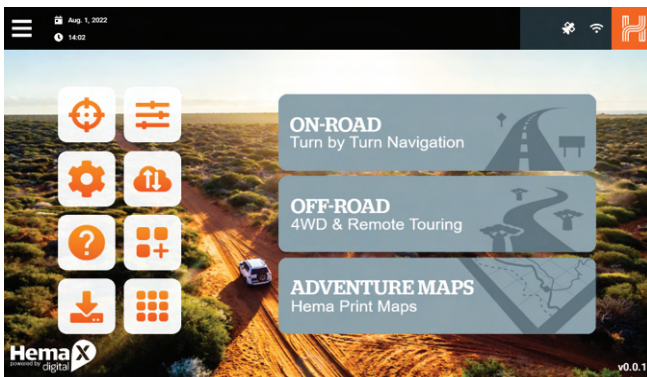 Aug. 1, 2022
14:02
ON-ROAD
Turn by Turn Navigation
OFF-ROAD
4WD & Remote Touring
ADVENTURE MAPS
Hema Print Maps
Hema X
powered by digital
v0.0.1